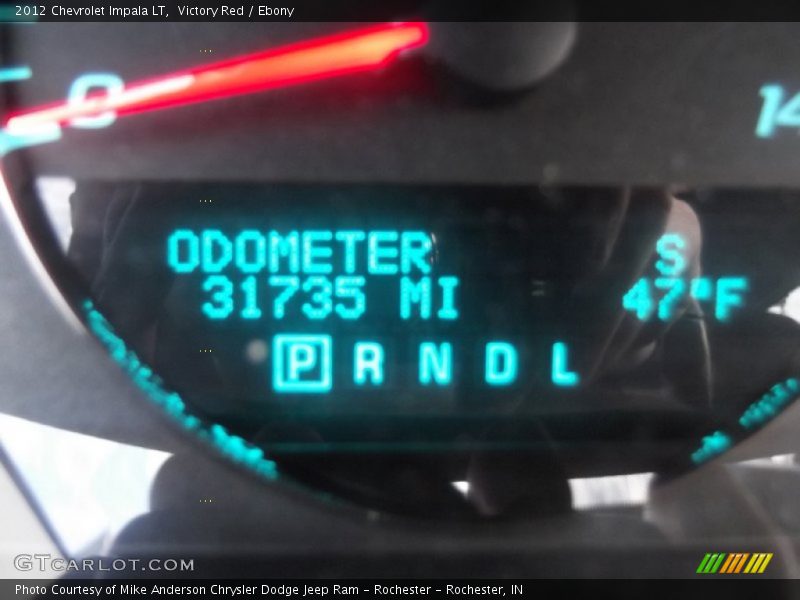 2012 Chevrolet Impala LT, Victory Red / Ebony
0
14
ODOMETER S
31735 MI 47°F
P R N D L
GTCARLOT.COM
Photo Courtesy of Mike Anderson Chrysler Dodge Jeep Ram - Rochester - Rochester, IN